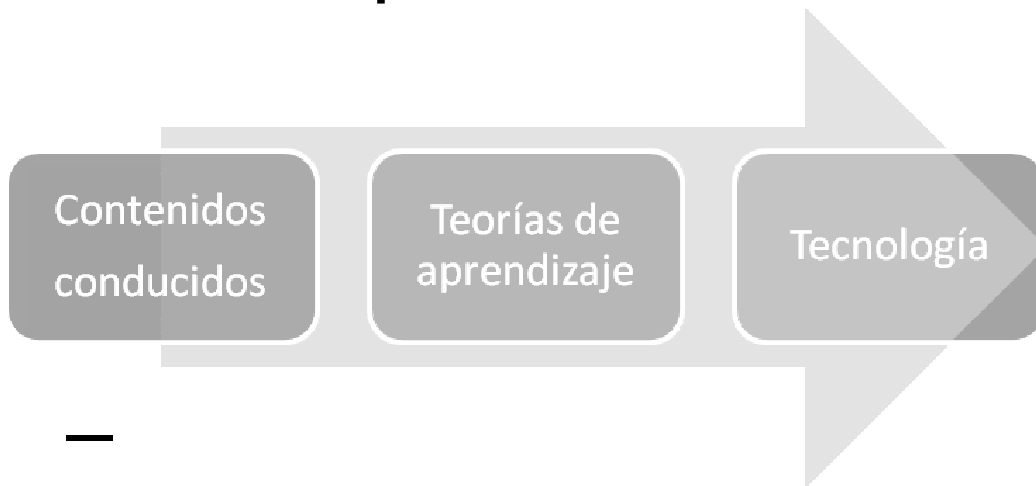 Contenidos
conducidos
Teorías de
aprendizaje
Tecnología